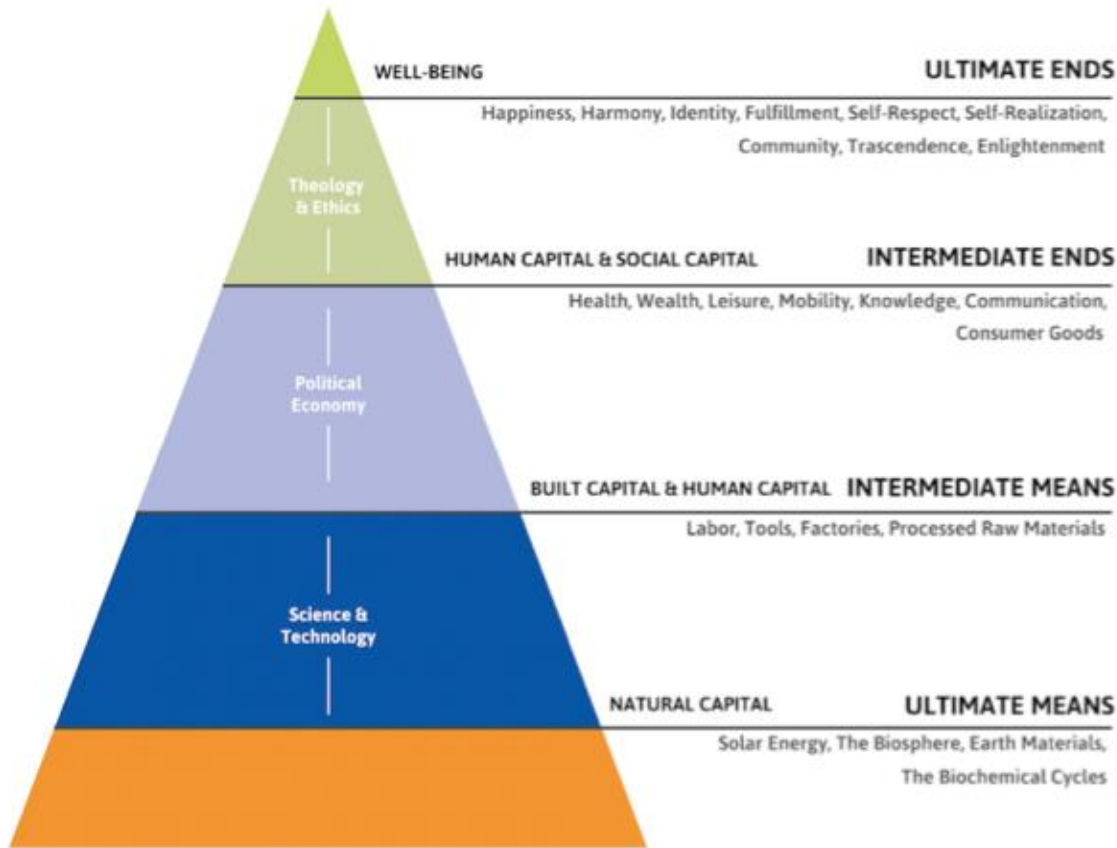 WELL-BEING
ULTIMATE ENDS
Happiness, Harmony, Identity, Fulfillment, Self-Respect, Self-Realization,
Community, Trascendence, Enlightenment
Theology
& Ethics
HUMAN CAPITAL & SOCIAL CAPITAL
INTERMEDIATE ENDS
Health, Wealth, Leisure, Mobility, Knowledge, Communication,
Consumer Goods
Political
Economy
BUILT CAPITAL & HUMAN CAPITAL
INTERMEDIATE MEANS
Labor, Tools, Factories, Processed Raw Materials
Science &
Technology
NATURAL CAPITAL
ULTIMATE MEANS
Solar Energy, The Biosphere, Earth Materials,
The Biochemical Cycles